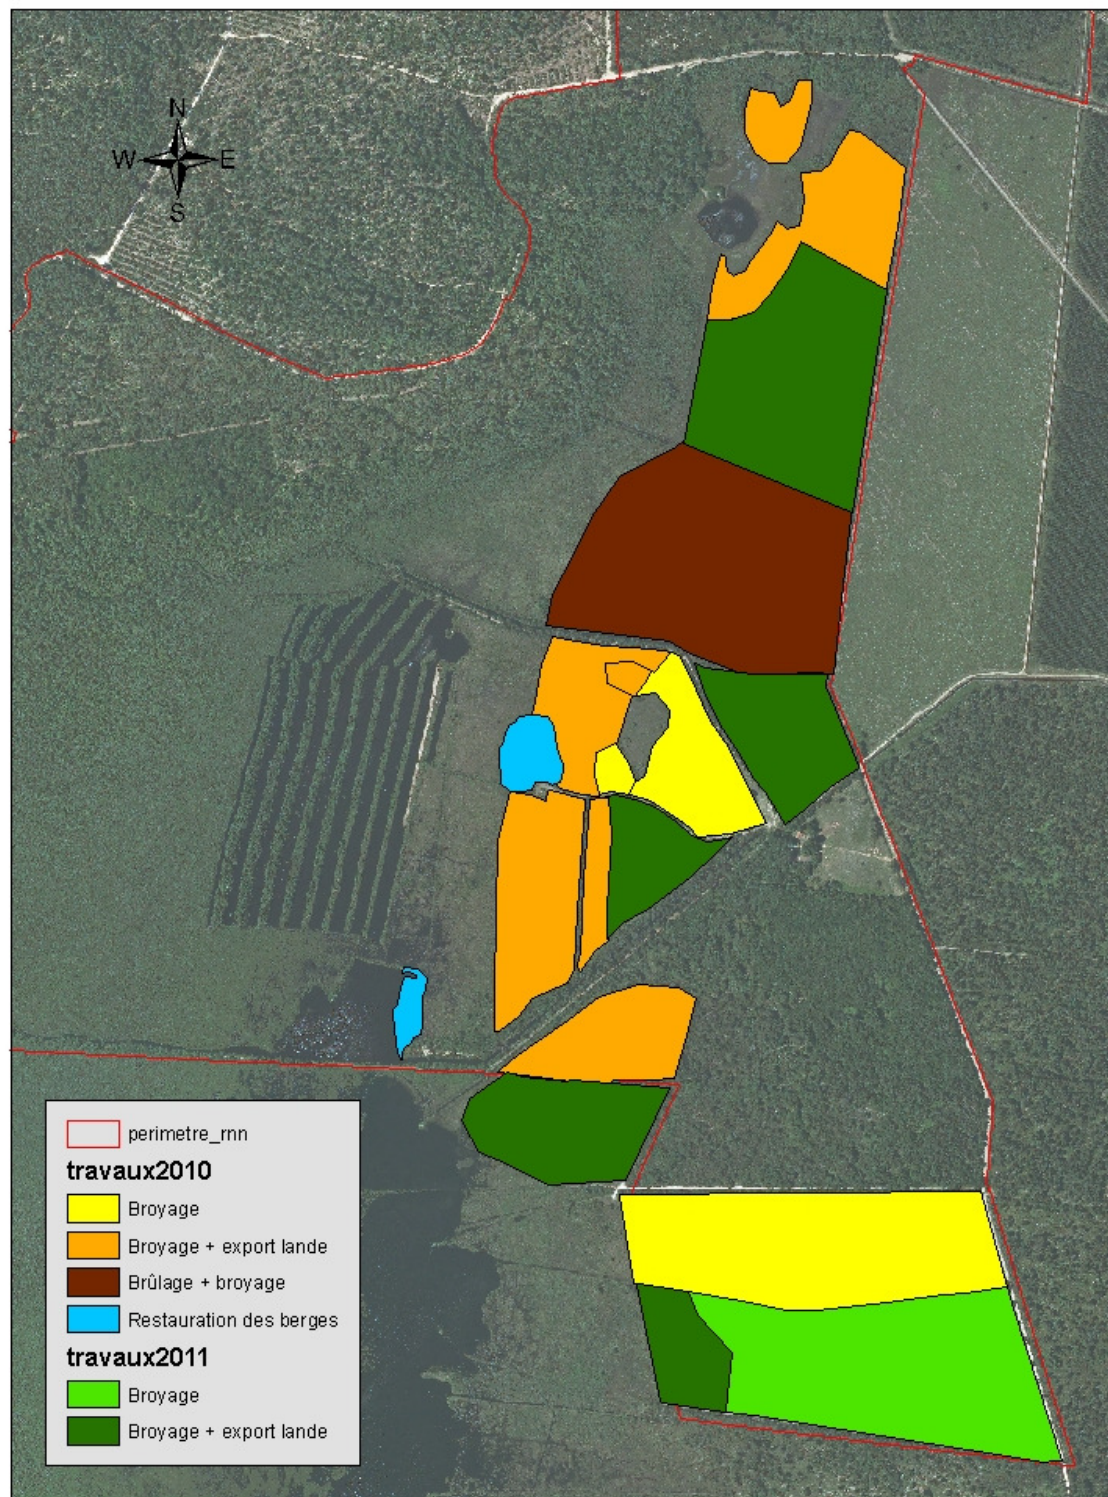 N
W E
S
perimetre_rnn
travaux2010
Broyage
Broyage + export lande
Brûlage + broyage
Restauration des berges
travaux2011
Broyage
Broyage + export lande